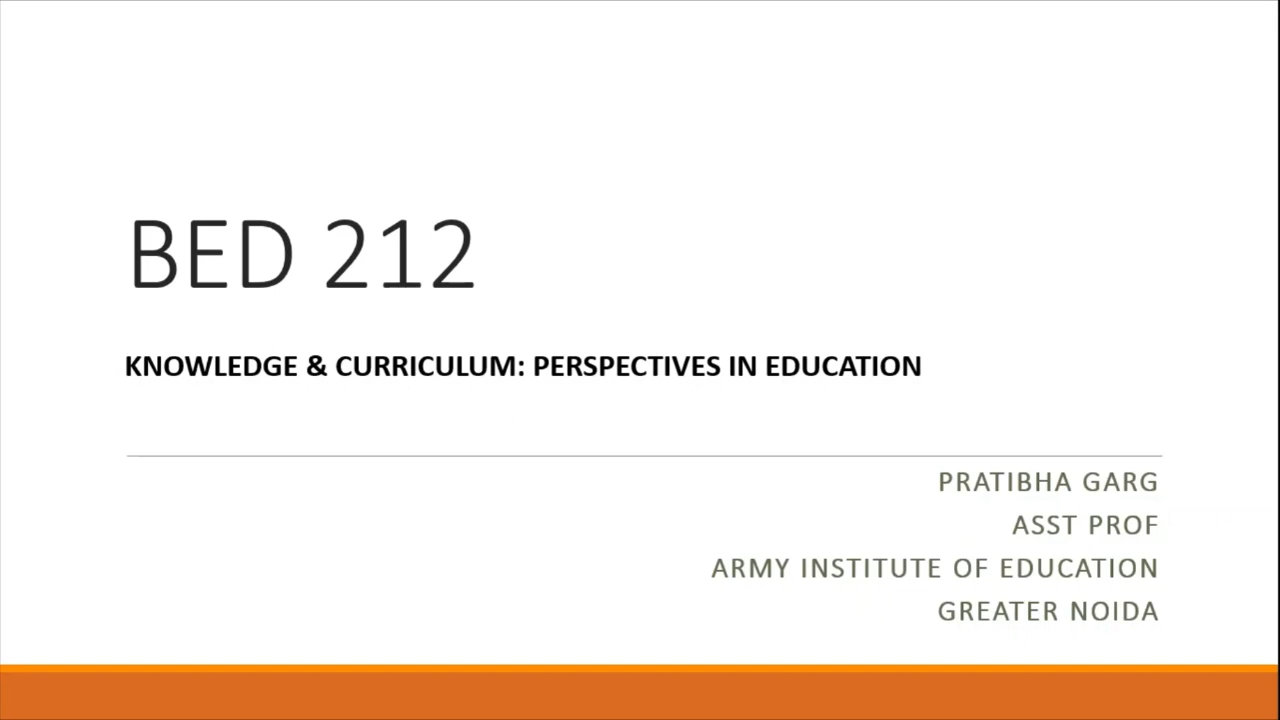 BED 212
KNOWLEDGE & CURRICULUM: PERSPECTIVES IN EDUCATION
PRATIBHA GARG
ASST PROF
ARMY INSTITUTE OF EDUCATION
GREATER NOIDA